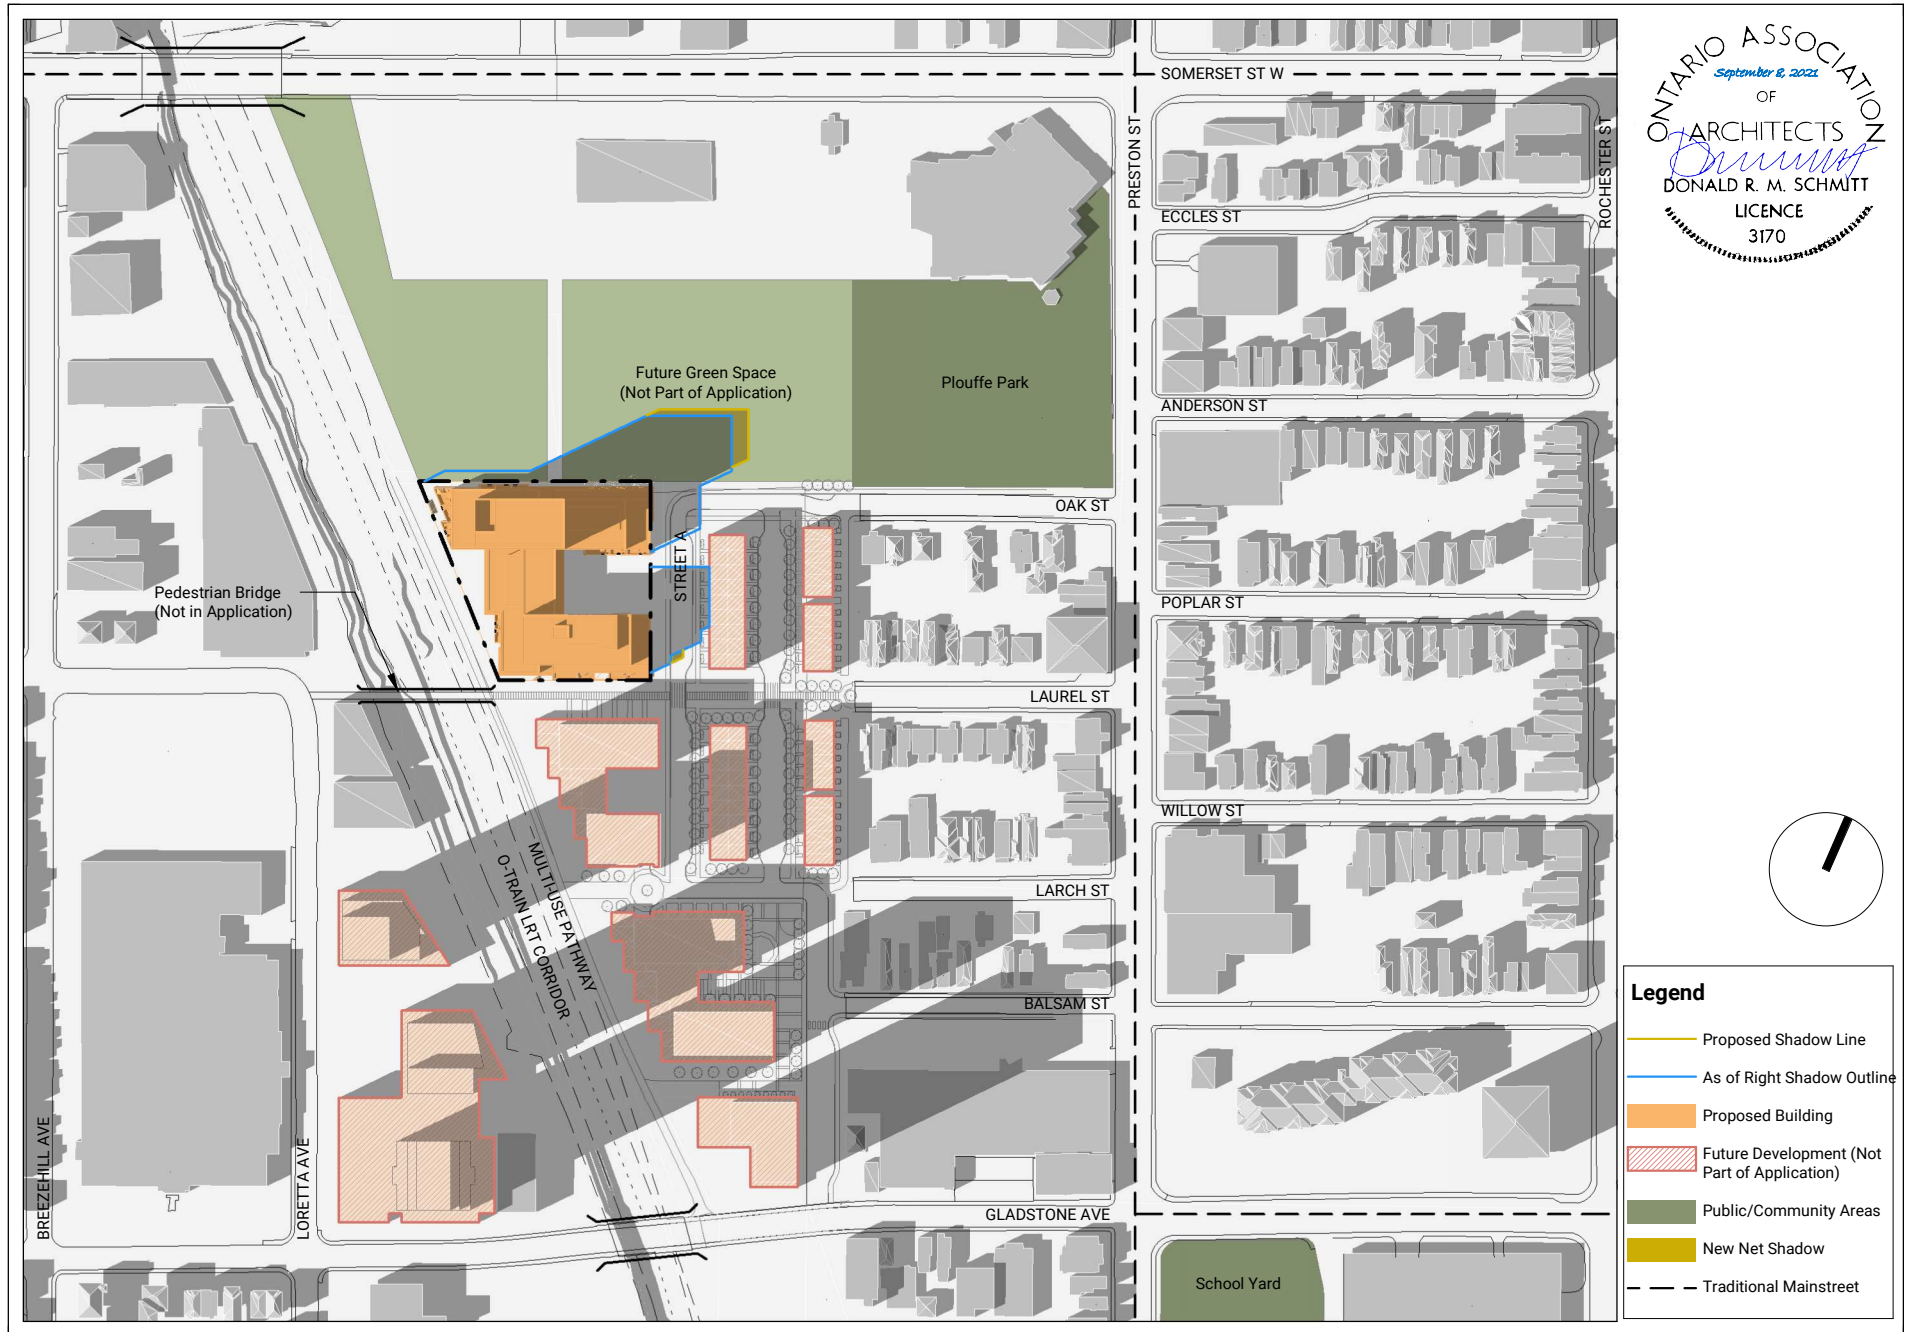 SOMERSET ST W
PRESTON ST
ROCHESTER ST
ECCLES ST
Future Green Space
(Not Part of Application)
Plouffe Park
ANDERSON ST
OAK ST
STREET A
Pedestrian Bridge
(Not in Application)
POPLAR ST
LAUREL ST
WILLOW ST
MULTI-USE PATHWAY
O-TRAIN LRT CORRIDOR
LARCH ST
BALSAM ST
BREEZEHILL AVE
LORETTA AVE
GLADSTONE AVE
School Yard
ONTARIO ASSOCIATION
September 8, 2021
OF
ARCHITECTS
DONALD R. M. SCHMITT
LICENCE
3170
Legend
Proposed Shadow Line
As of Right Shadow Outline
Proposed Building
Future Development (Not
Part of Application)
Public/Community Areas
New Net Shadow
Traditional Mainstreet